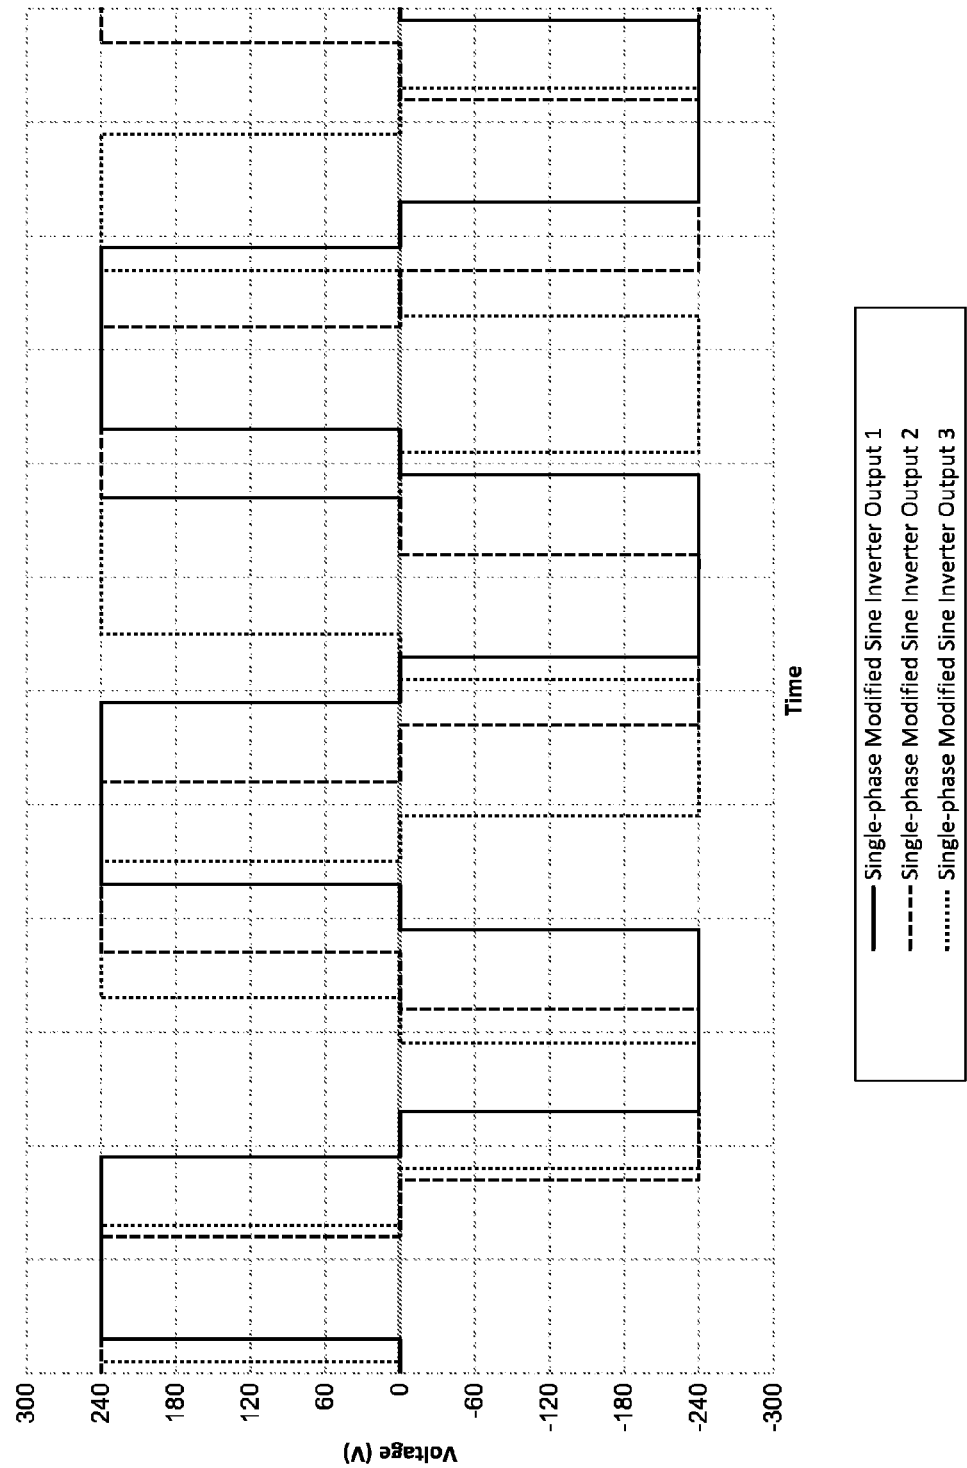 300
240
180
120
60
0
-60
-120
-180
-240
-300
Voltage (V)
Time
Single-phase Modified Sine Inverter Output 1
Single-phase Modified Sine Inverter Output 2
Single-phase Modified Sine Inverter Output 3